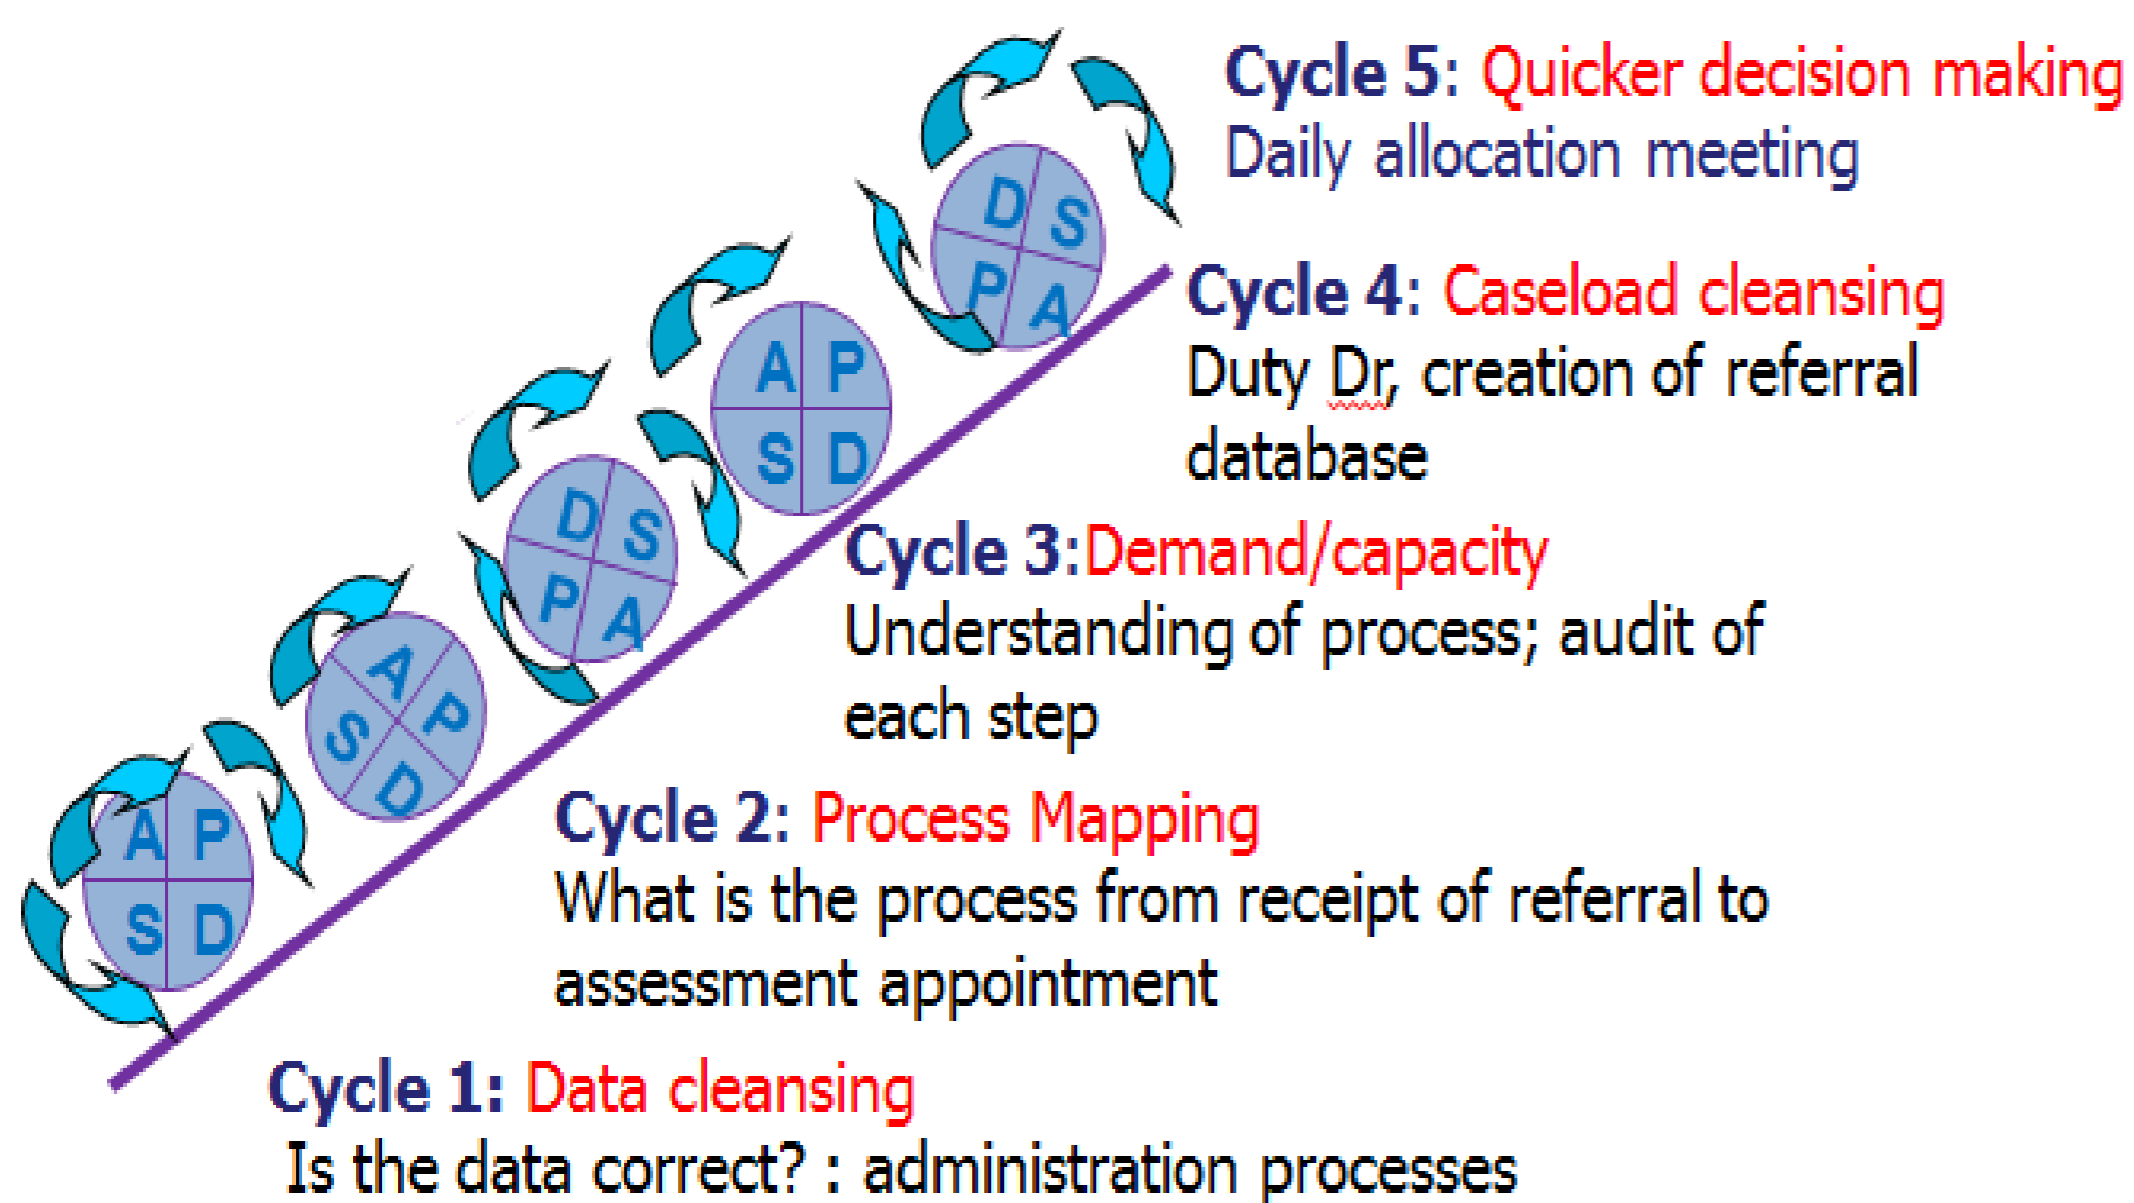 Cycle 5: Quicker decision making
Daily allocation meeting
D S
P A
Cycle 4: Caseload cleansing
Duty Dr, creation of referral
database
A P
S D
Cycle 3:Demand/capacity
Understanding of process; audit of
each step
D S
P A
Cycle 2: Process Mapping
What is the process from receipt of referral to
assessment appointment
A
S P
D
Cycle 1: Data cleansing
Is the data correct? : administration processes
A P
S D